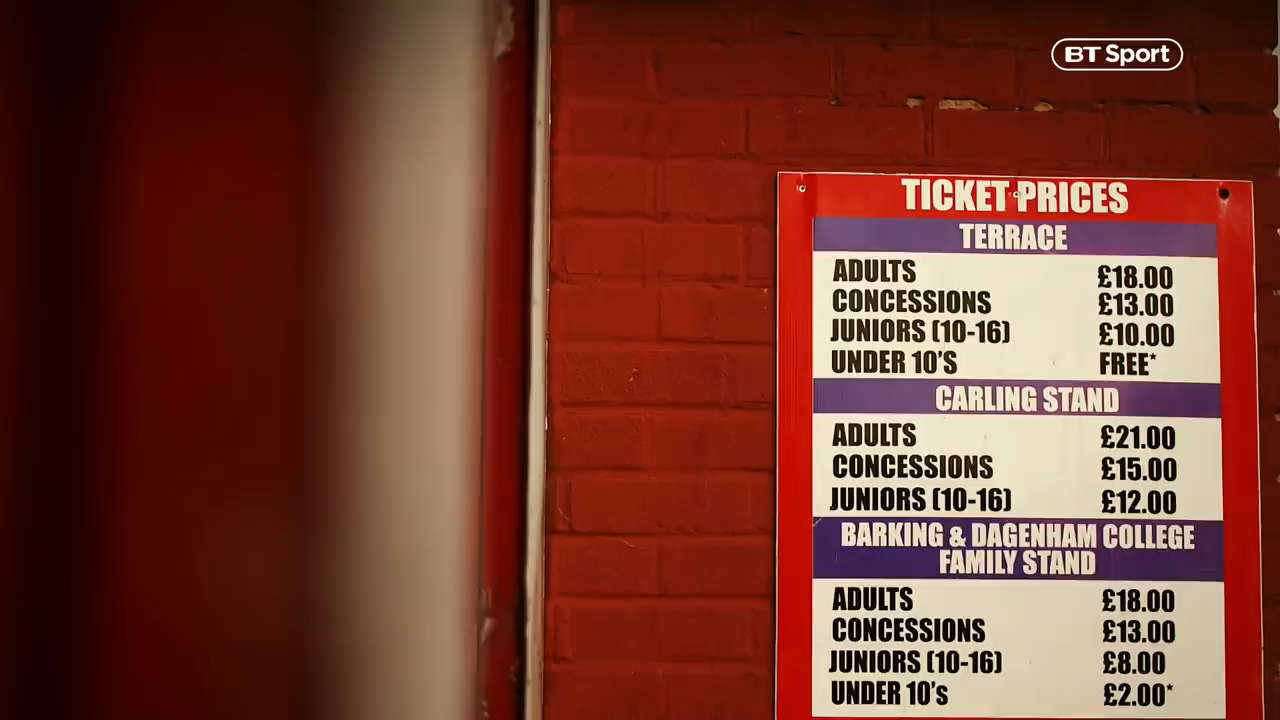 BT Sport
TICKET PRICES
TERRACE
ADULTS £18.00
CONCESSIONS £13.00
JUNIORS (10-16) £10.00
UNDER 10'S FREE*
CARLING STAND
ADULTS £21.00
CONCESSIONS £15.00
JUNIORS (10-16) £12.00
BARKING & DAGENHAM COLLEGE
FAMILY STAND
ADULTS £18.00
CONCESSIONS £13.00
JUNIORS (10-16) £8.00
UNDER 10's £2.00*